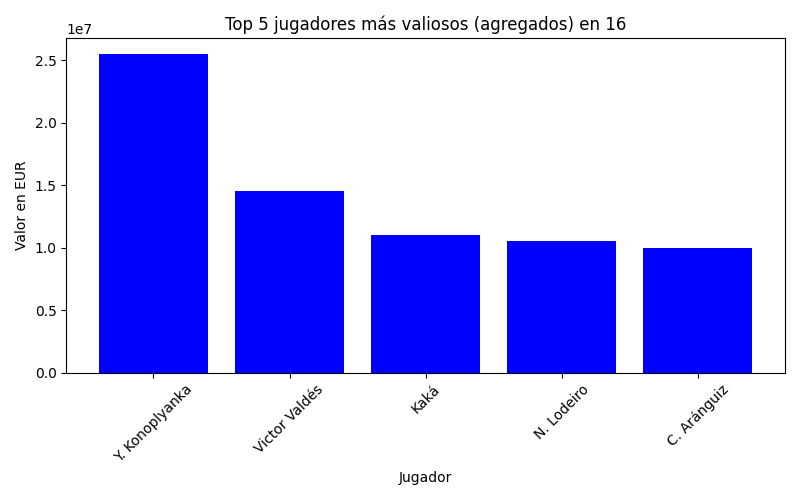 Top 5 jugadores más valiosos (agregados) en 16
1e7
2.5
2.0
1.5
1.0
0.5
0.0
Valor en EUR
Y. Konoplyanka
Victor Valdés
Kaká
N. Lodeiro
C. Aránguiz
Jugador